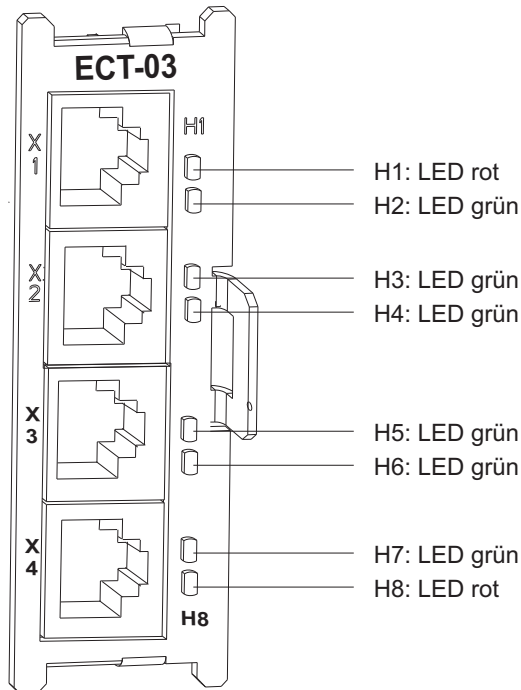 ECT-03
X
1
H1
H1: LED rot
H2: LED grün
X
2
H3: LED grün
H4: LED grün
X
3
H5: LED grün
H6: LED grün
X
4
H7: LED grün
H8: LED rot
H8